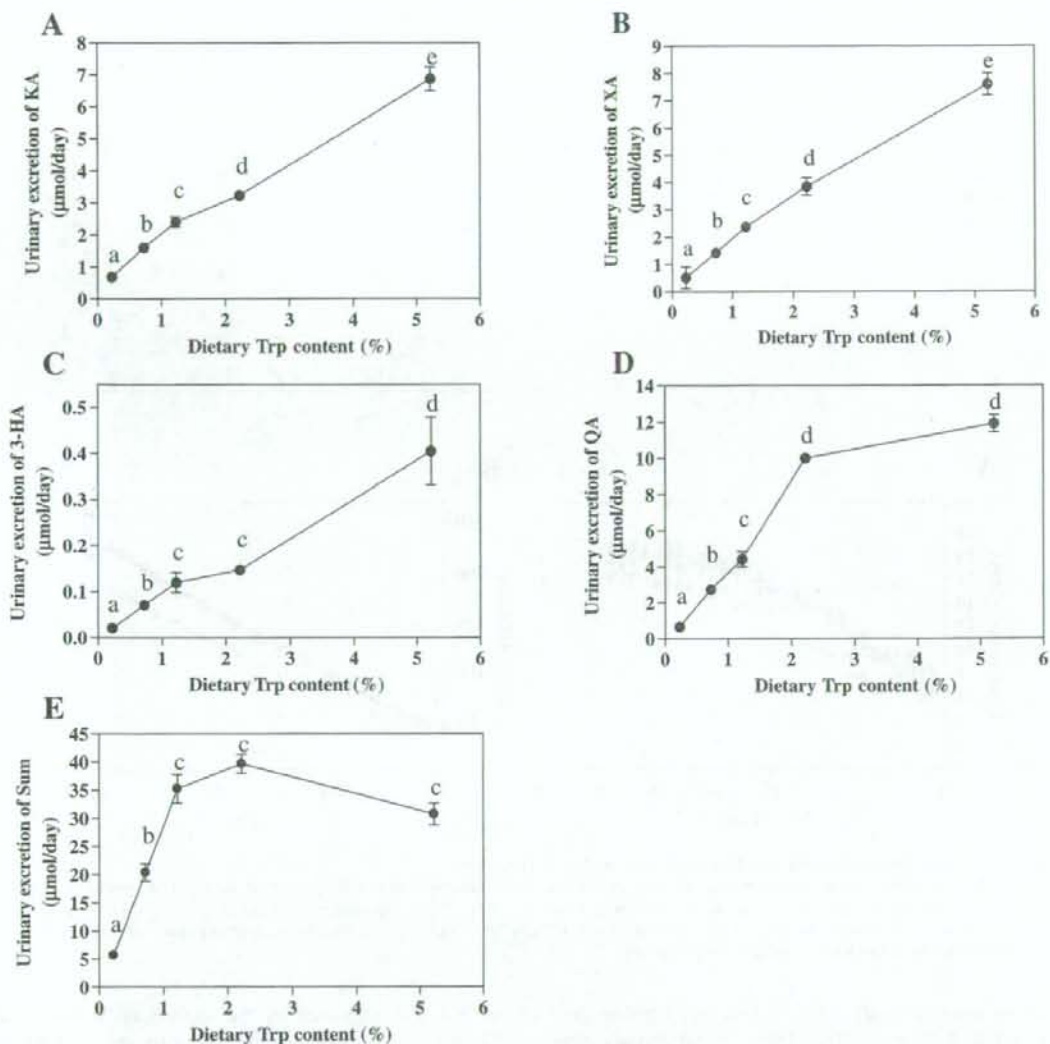 A
Urinary excretion of KA
(μmol/day)
8
7
6
5
4
3
2
1
0
a
b
c
d
e
0 1 2 3 4 5 6
Dietary Trp content (%)
B
Urinary excretion of XA
(μmol/day)
9
8
7
6
5
4
3
2
1
0
a
b
c
d
e
0 1 2 3 4 5 6
Dietary Trp content (%)
C
Urinary excretion of 3-HA
(μmol/day)
0.5
0.4
0.3
0.2
0.1
0.0
a
b
c
c
d
0 1 2 3 4 5 6
Dietary Trp content (%)
D
Urinary excretion of QA
(μmol/day)
14
12
10
8
6
4
2
0
a
b
c
d
d
0 1 2 3 4 5 6
Dietary Trp content (%)
E
Urinary excretion of Sum
(μmol/day)
45
40
35
30
25
20
15
10
5
0
a
b
c
c
c
0 1 2 3 4 5 6
Dietary Trp content (%)